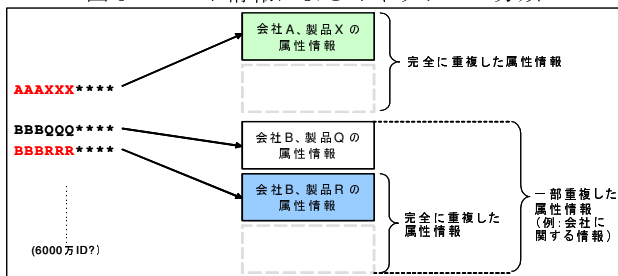 会社A、製品Xの
属性情報
完全に重複した属性情報
AAAXXX****
BBBQQQ****
会社B、製品Qの
属性情報
BBBRRR****
会社B、製品Rの
属性情報
一部重複した
属性情報
(例:会社に
関する情報)
完全に重複した
属性情報
(6000万ID?)